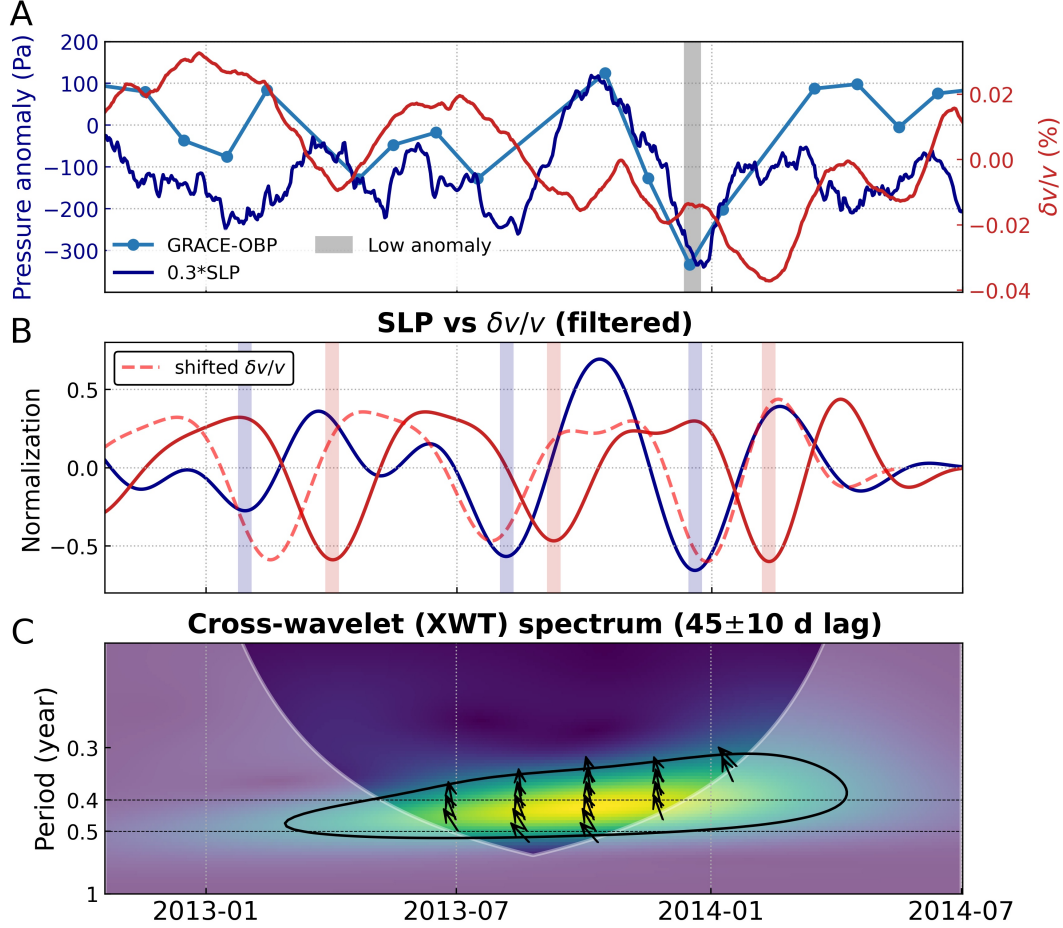 A
Pressure anomaly (Pa)
200
100
0
−100
−200
−300
0.02
0.00
−0.02
−0.04
δv/v (%)
GRACE-OBP
Low anomaly
0.3*SLP
B
SLP vs δv/v (filtered)
shifted δv/v
Normalization
0.5
0.0
−0.5
C
Cross-wavelet (XWT) spectrum (45±10 d lag)
Period (year)
0.3
0.4
0.5
1
2013-01
2013-07
2014-01
2014-07